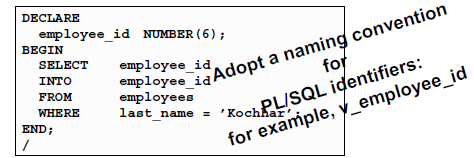 DECLARE
employee_id NUMBER(6);
BEGIN
SELECT employee_id
INTO employee_id
FROM employees
WHERE last_name = 'Kochhar';
END;
/
Adopt a naming convention
for
PL/SQL identifiers:
for example, v_employee_id